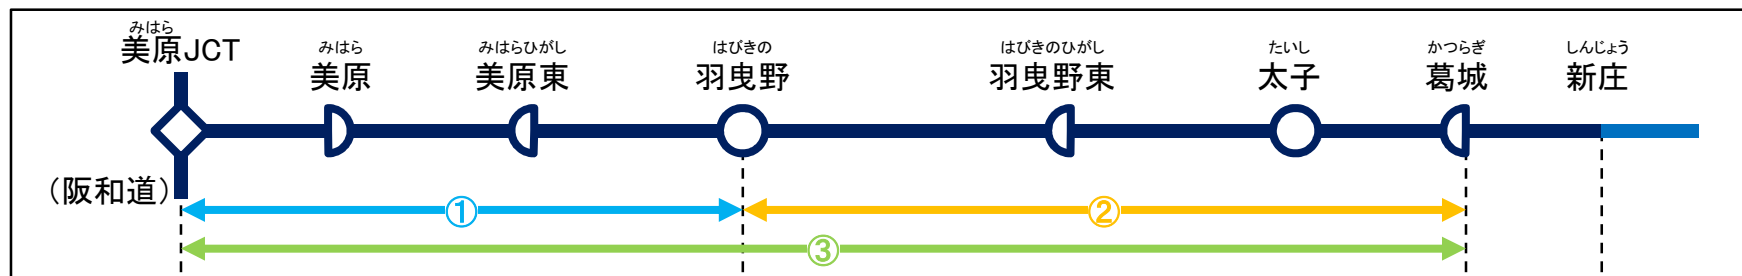 みはら
美原JCT
みはら
美原
みはらひがし
美原東
はびきの
羽曳野
はびきのひがし
羽曳野東
たいし
太子
かつらぎ
葛城
しんじょう
新庄
(阪和道)
①
②
③